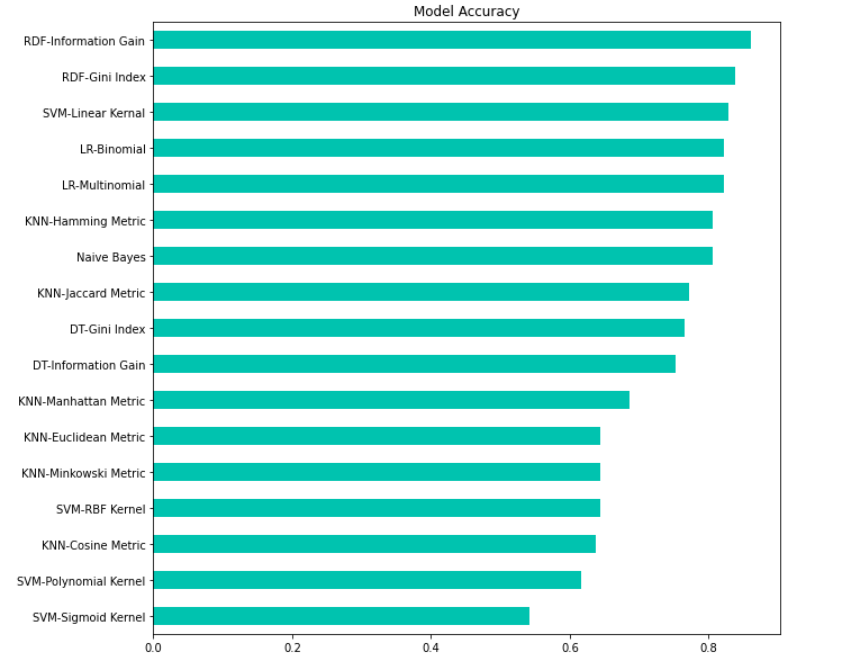 Model Accuracy
RDF-Information Gain
RDF-Gini Index
SVM-Linear Kernal
LR-Binomial
LR-Multinomial
KNN-Hamming Metric
Naive Bayes
KNN-Jaccard Metric
DT-Gini Index
DT-Information Gain
KNN-Manhattan Metric
KNN-Euclidean Metric
KNN-Minkowski Metric
SVM-RBF Kernel
KNN-Cosine Metric
SVM-Polynomial Kernel
SVM-Sigmoid Kernel
0.0 0.2 0.4 0.6 0.8